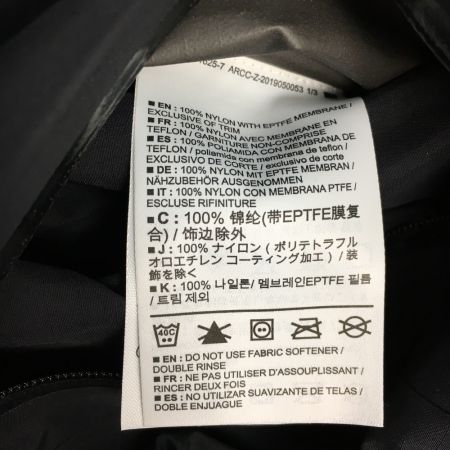 1625-7 ARCC-Z-2019050053 1/3
■ EN : 100% NYLON WITH EPTFE MEMBRANE /
EXCLUSIVE OF TRIM
■ FR : 100% NYLON AVEC MEMBRANE EN
TEFLON / GARNITURE NON-COMPRISE
■ ES : 100% POLIAMIDA CON MEMBRANA DE
TEFLON / poliamida con membrana de teflon /
EXCLUSIVO DE CORTE / exclusivo de corte
■ DE : 100% NYLON MIT EPTFE MEMBRAN /
NÄHZUBEHÖR AUSGENOMMEN
■ IT : 100% NYLON CON MEMBRANA PTFE /
ESCLUSE RIFINITURE
■ C : 100% 锦纶(带EPTFE膜复
合) / 饰边除外
■ J : 100% ナイロン ( ポリテトラフル
オロエチレン コーティング加工) / 装
飾を除く
■ K : 100% 나일론/ 멤브레인EPTFE 필름
/ 트림 제외
40C
■ EN : DO NOT USE FABRIC SOFTENER /
DOUBLE RINSE
■ FR : NE PAS UTILISER D'ASSOUPLISSANT /
RINCER DEUX FOIS
■ ES : NO UTILIZAR SUAVIZANTE DE TELAS /
DOBLE ENJUAGUE